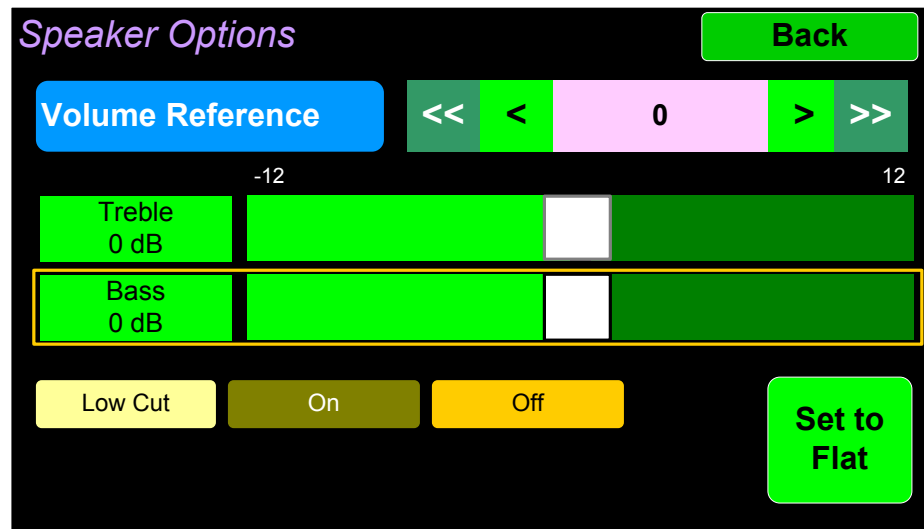 Speaker Options
Back
Volume Reference
<< < 0 > >>
-12 12
Treble
0 dB
Bass
0 dB
Low Cut On Off
Set to
Flat